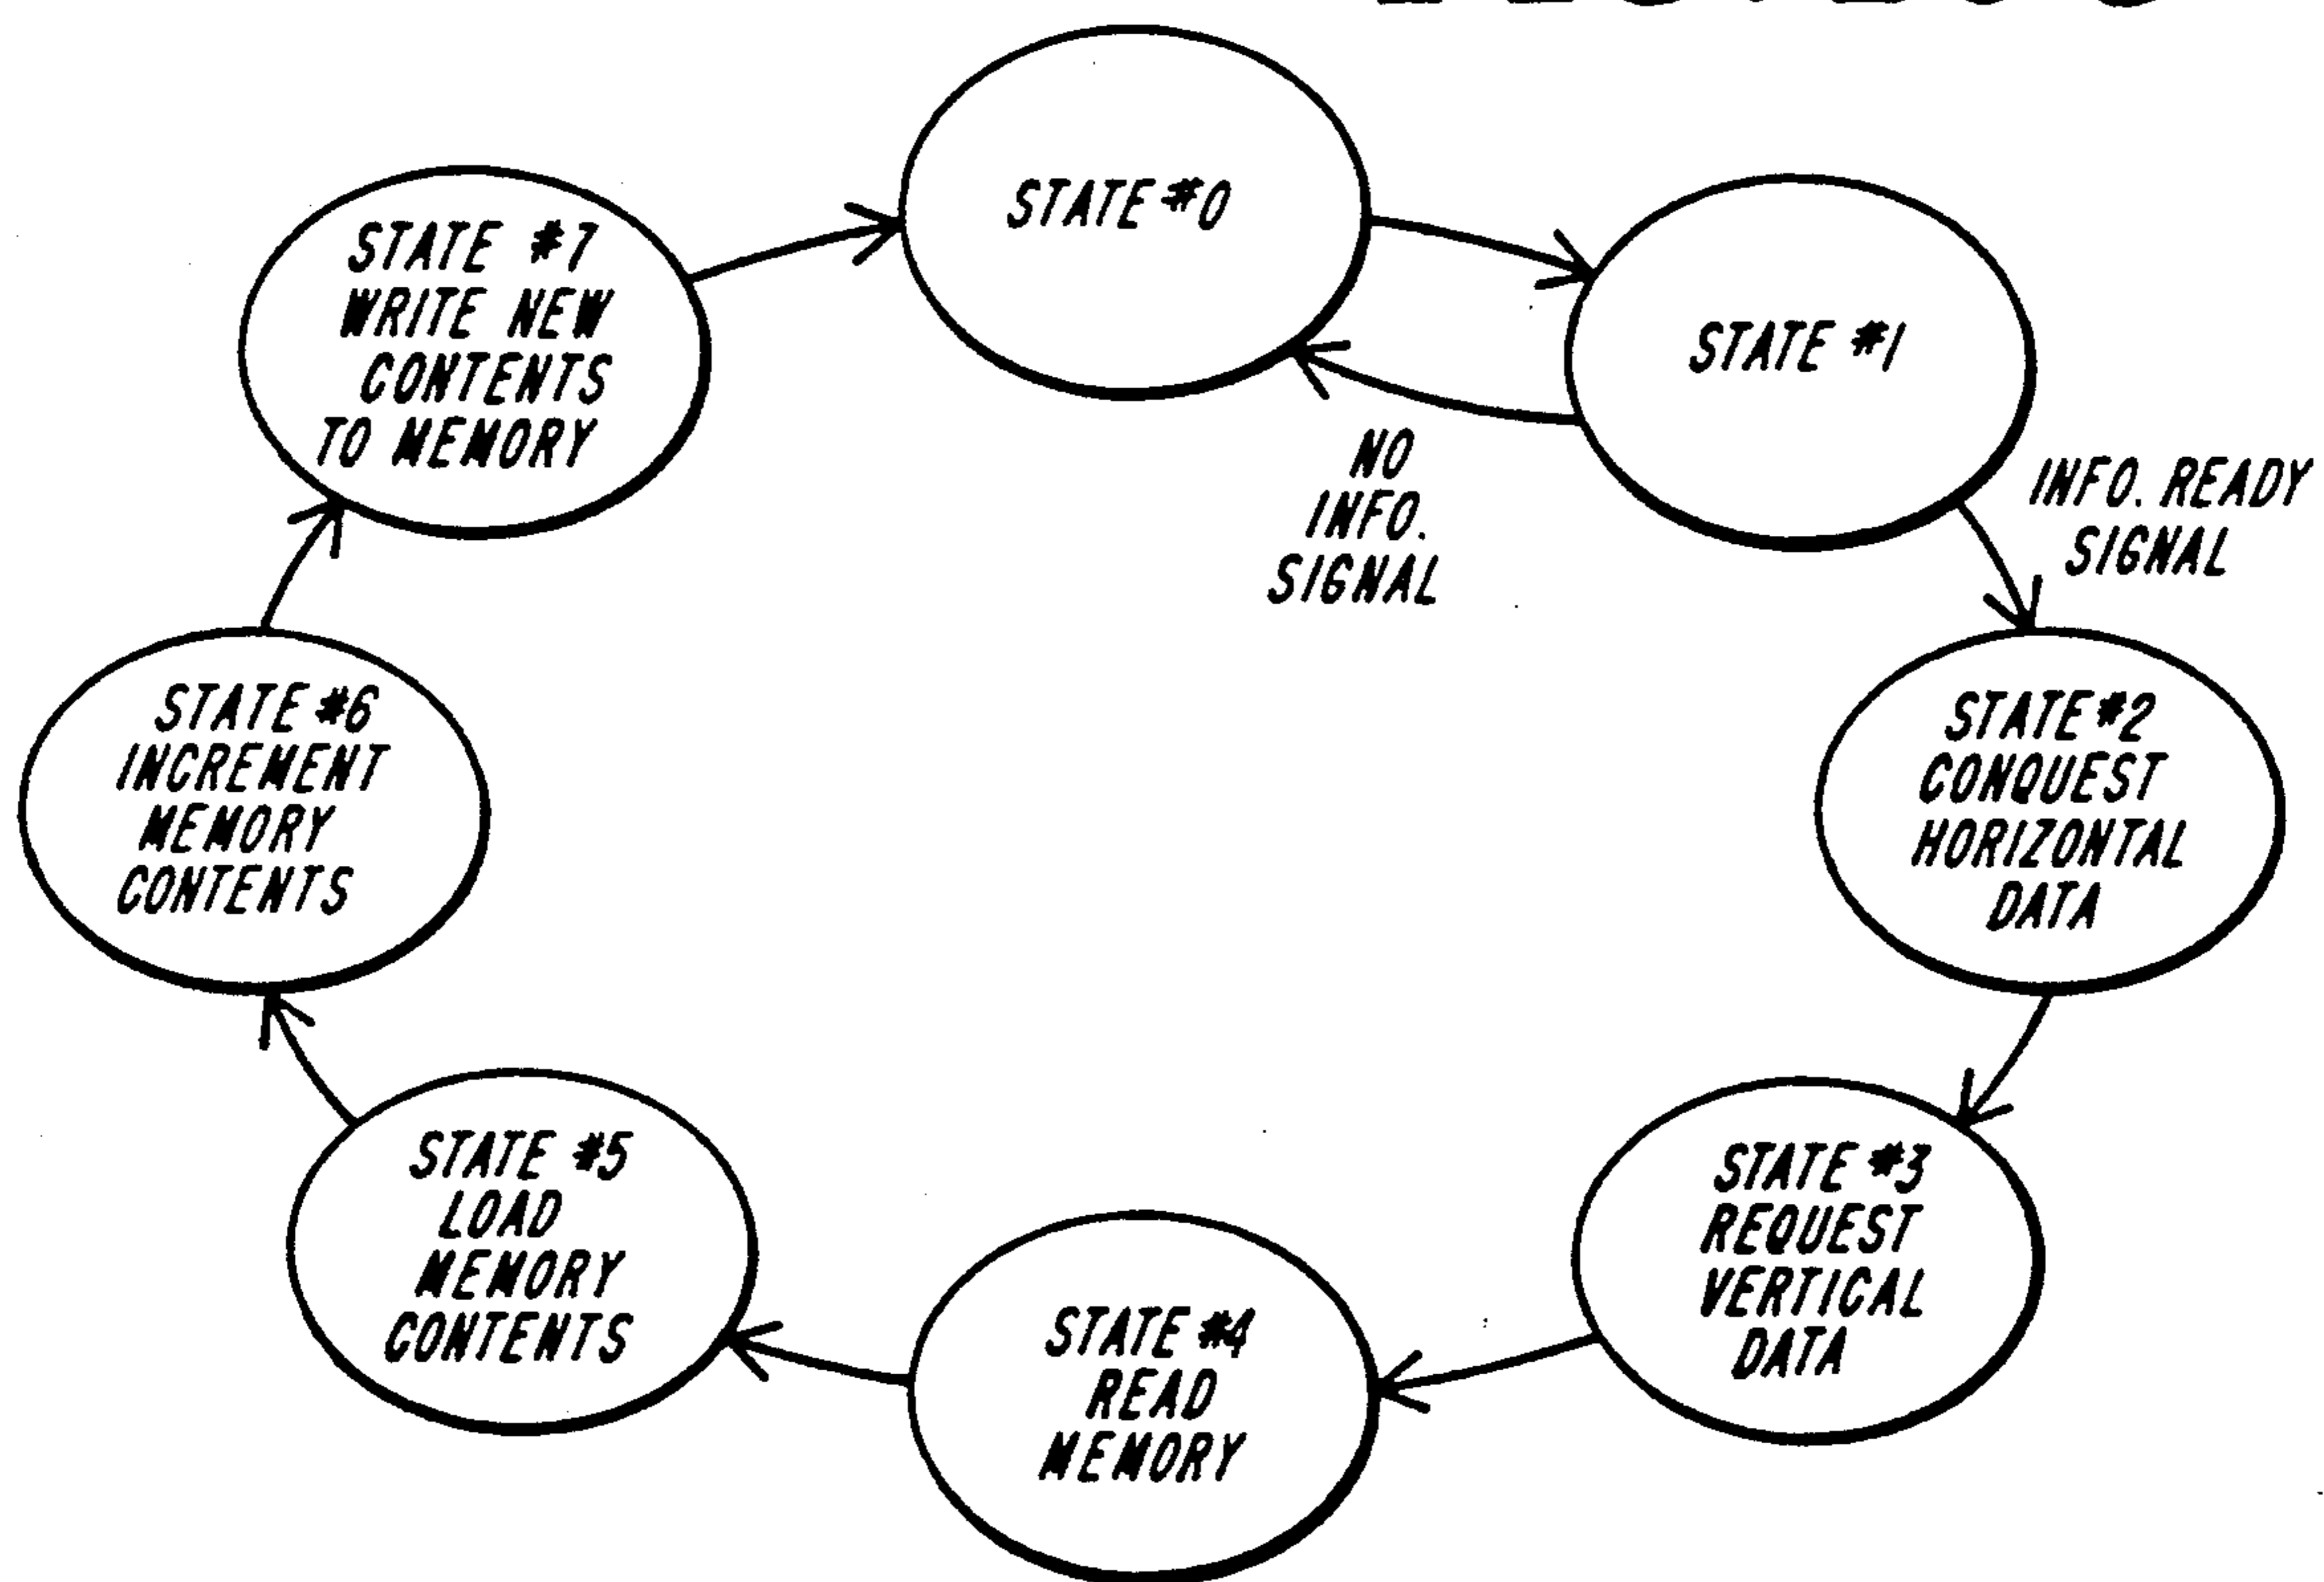 STATE #0
STATE #1
NO
INFO.
SIGNAL
INFO. READY
SIGNAL
STATE #2
CONQUEST
HORIZONTAL
DATA
STATE #3
REQUEST
VERTICAL
DATA
STATE #4
READ
MEMORY
STATE #5
LOAD
MEMORY
CONTENTS
STATE #6
INCREMENT
MEMORY
CONTENTS
STATE #7
WRITE NEW
CONTENTS
TO MEMORY